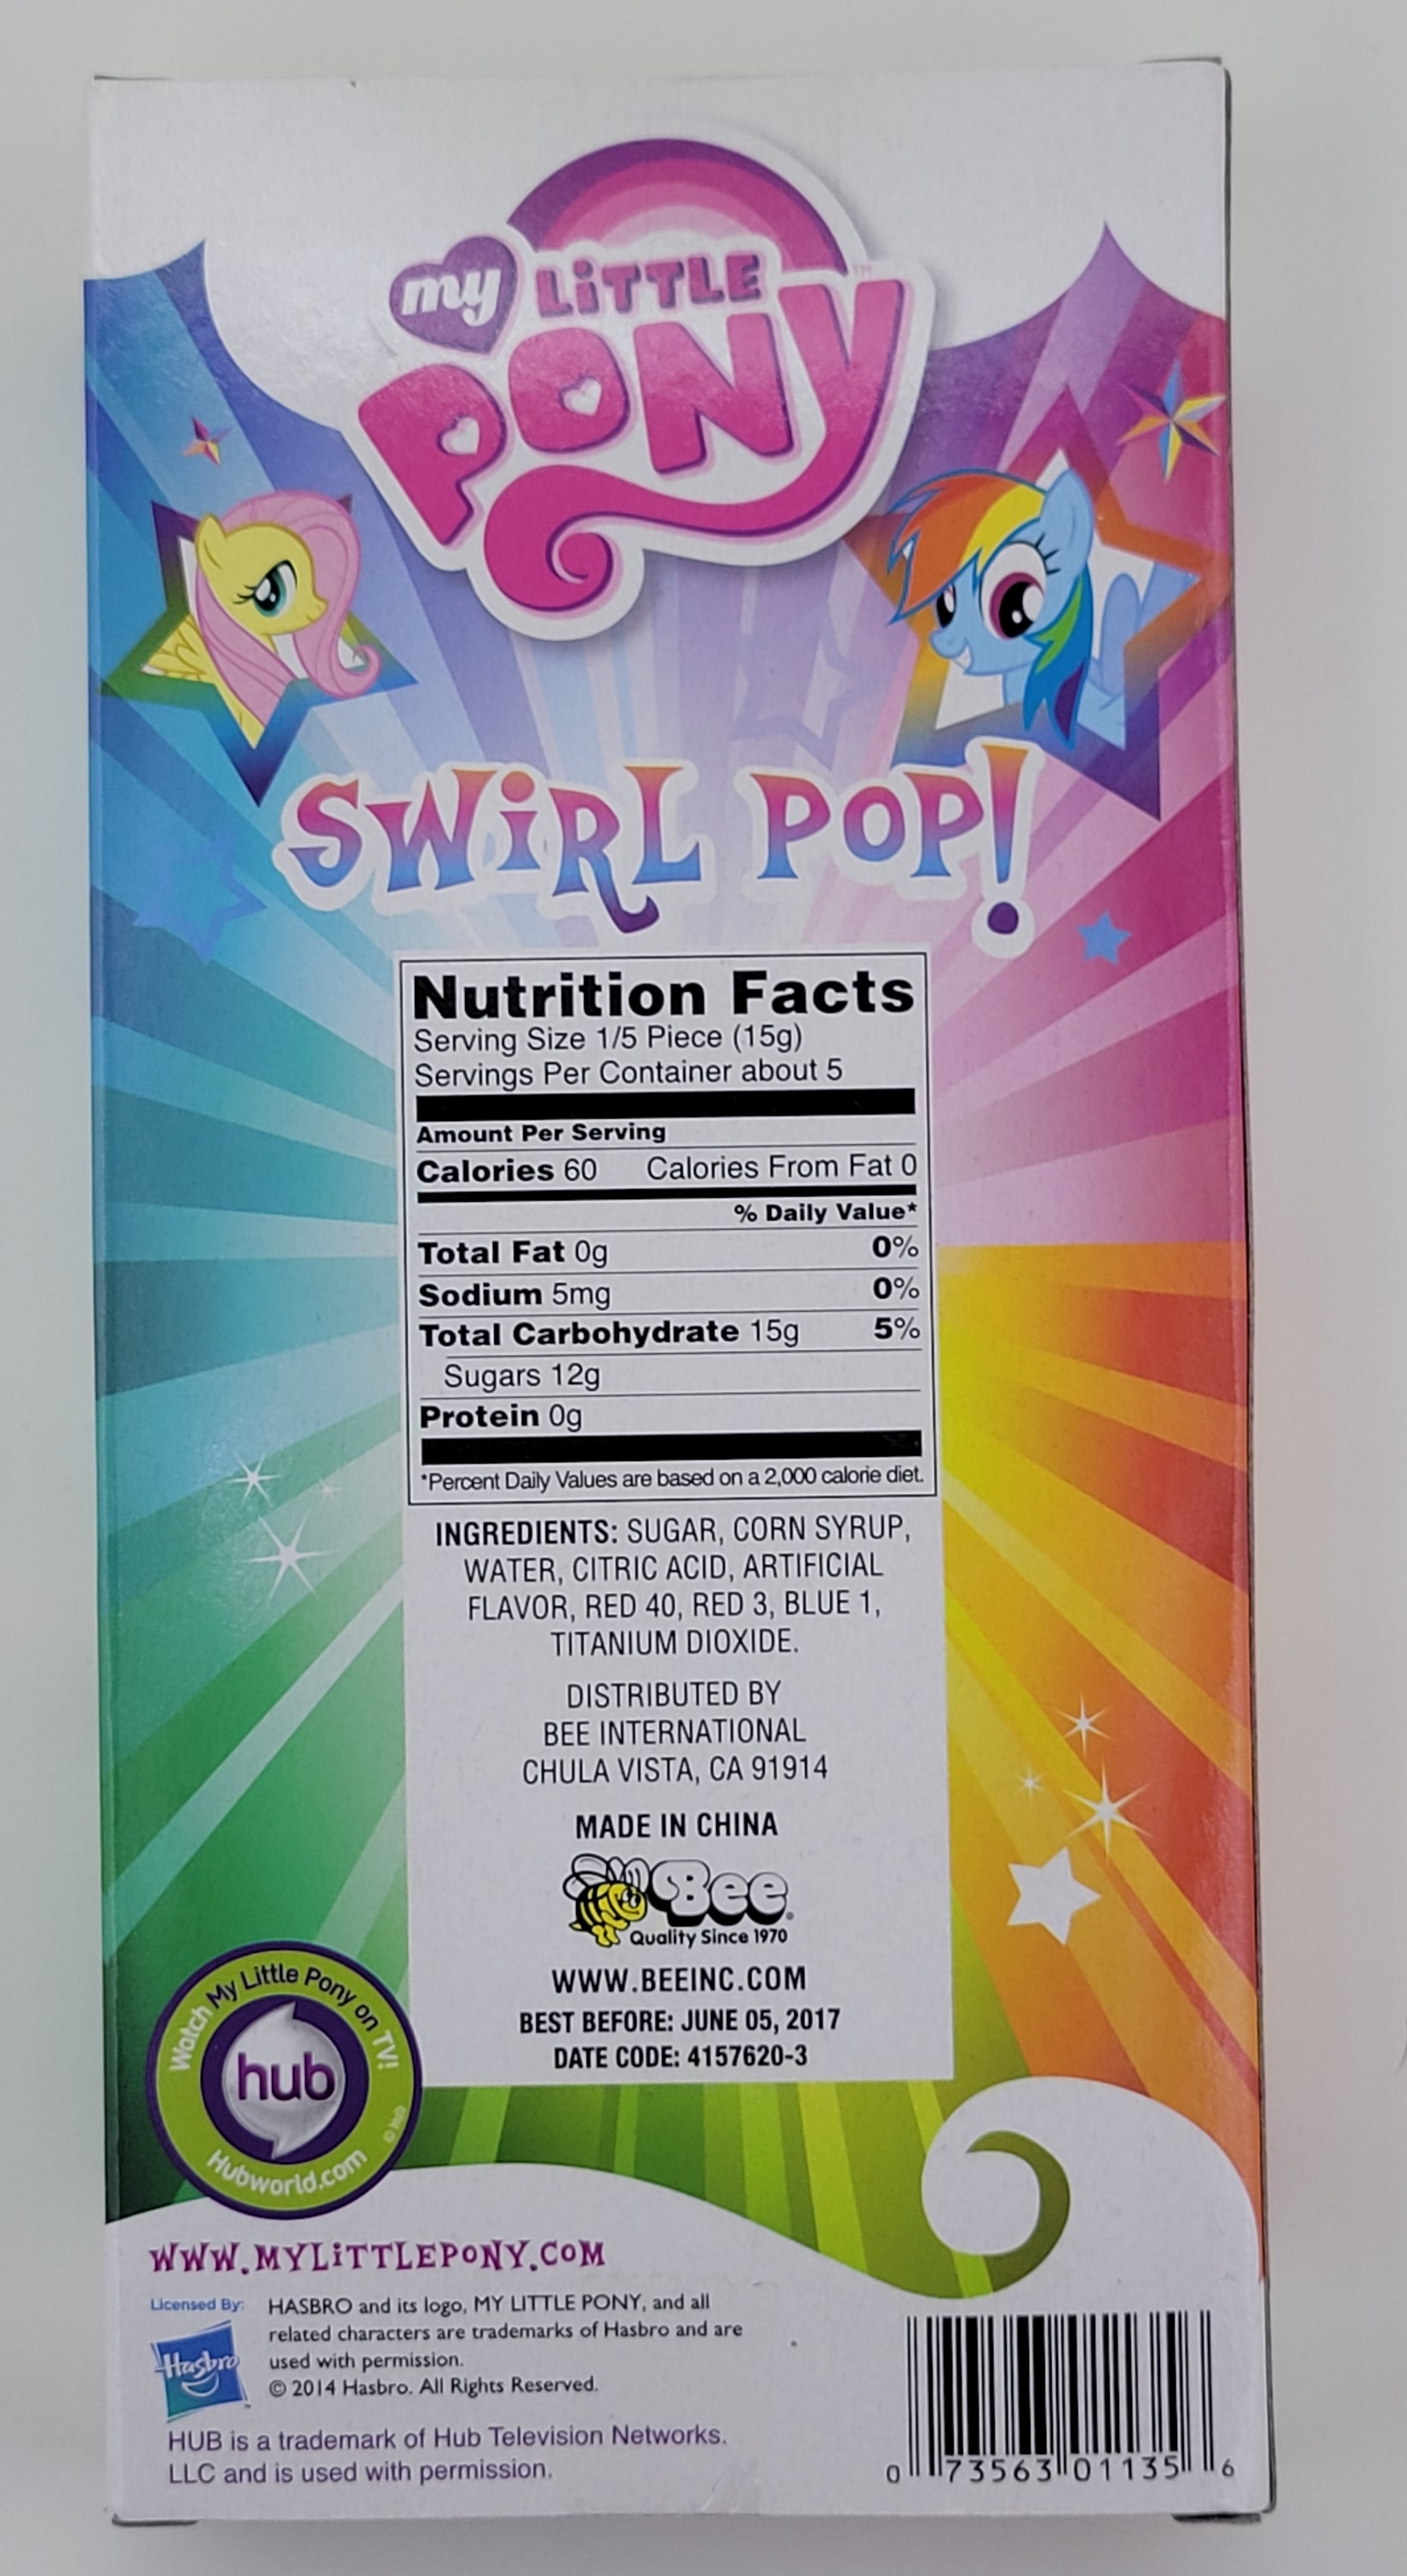 my LiTTLE PONY™
SWiRL POP!
Nutrition Facts
Serving Size 1/5 Piece (15g)
Servings Per Container about 5
Amount Per Serving
Calories 60 Calories From Fat 0
% Daily Value*
Total Fat 0g 0%
Sodium 5mg 0%
Total Carbohydrate 15g 5%
Sugars 12g
Protein 0g
*Percent Daily Values are based on a 2,000 calorie diet.
INGREDIENTS: SUGAR, CORN SYRUP,
WATER, CITRIC ACID, ARTIFICIAL
FLAVOR, RED 40, RED 3, BLUE 1,
TITANIUM DIOXIDE.
DISTRIBUTED BY
BEE INTERNATIONAL
CHULA VISTA, CA 91914
MADE IN CHINA
Bee®
Quality Since 1970
WWW.BEEINC.COM
BEST BEFORE: JUNE 05, 2017
DATE CODE: 4157620-3
Watch My Little Pony on TV!
hub
© Hub
Hubworld.com
WWW.MYLiTTLEPONY.COM
Licensed By: HASBRO and its logo, MY LITTLE PONY, and all
related characters are trademarks of Hasbro and are
used with permission.
© 2014 Hasbro. All Rights Reserved.
Hasbro™
HUB is a trademark of Hub Television Networks.
LLC and is used with permission.
0 73563 01135 6